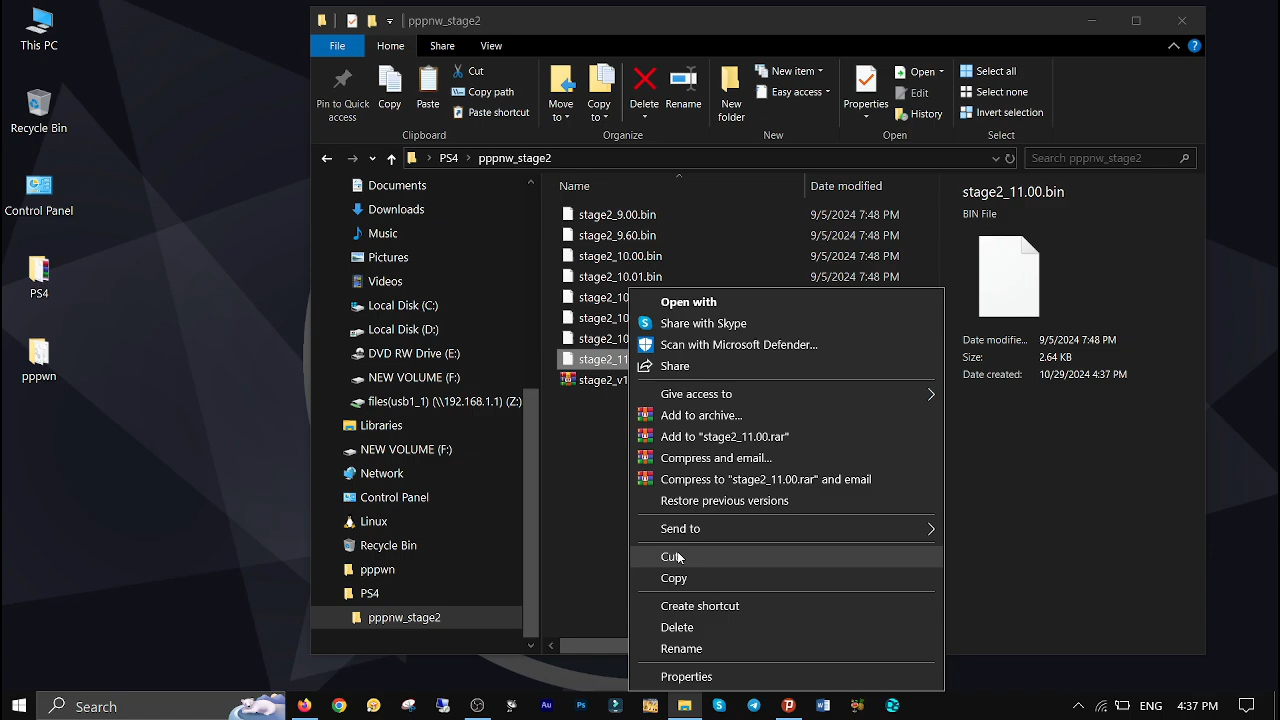 This PC
Recycle Bin
Control Panel
PS4
pppwn
pppnw_stage2
File
Home
Share
View
Pin to Quick
access
Copy
Paste
Cut
Copy path
Paste shortcut
Clipboard
Move
to
Copy
to
Delete
Rename
Organize
New
folder
New item
Easy access
New
Properties
Open
Edit
History
Open
Select all
Select none
Invert selection
Select
PS4
pppnw_stage2
Search pppnw_stage2
Documents
Downloads
Music
Pictures
Videos
Local Disk (C:)
Local Disk (D:)
DVD RW Drive (E:)
NEW VOLUME (F:)
files(usb1_1) (\\192.168.1.1) (Z:)
Libraries
NEW VOLUME (F:)
Network
Control Panel
Linux
Recycle Bin
pppwn
PS4
pppnw_stage2
Name
Date modified
stage2_9.00.bin 9/5/2024 7:48 PM
stage2_9.60.bin 9/5/2024 7:48 PM
stage2_10.00.bin 9/5/2024 7:48 PM
stage2_10.01.bin 9/5/2024 7:48 PM
stage2_10
stage2_10
stage2_10
stage2_11
stage2_v1
Open with
Share with Skype
Scan with Microsoft Defender...
Share
Give access to
Add to archive...
Add to "stage2_11.00.rar"
Compress and email...
Compress to "stage2_11.00.rar" and email
Restore previous versions
Send to
Cut
Copy
Create shortcut
Delete
Rename
Properties
stage2_11.00.bin
BIN File
Date modifie... 9/5/2024 7:48 PM
Size: 2.64 KB
Date created: 10/29/2024 4:37 PM
Search
ENG
4:37 PM